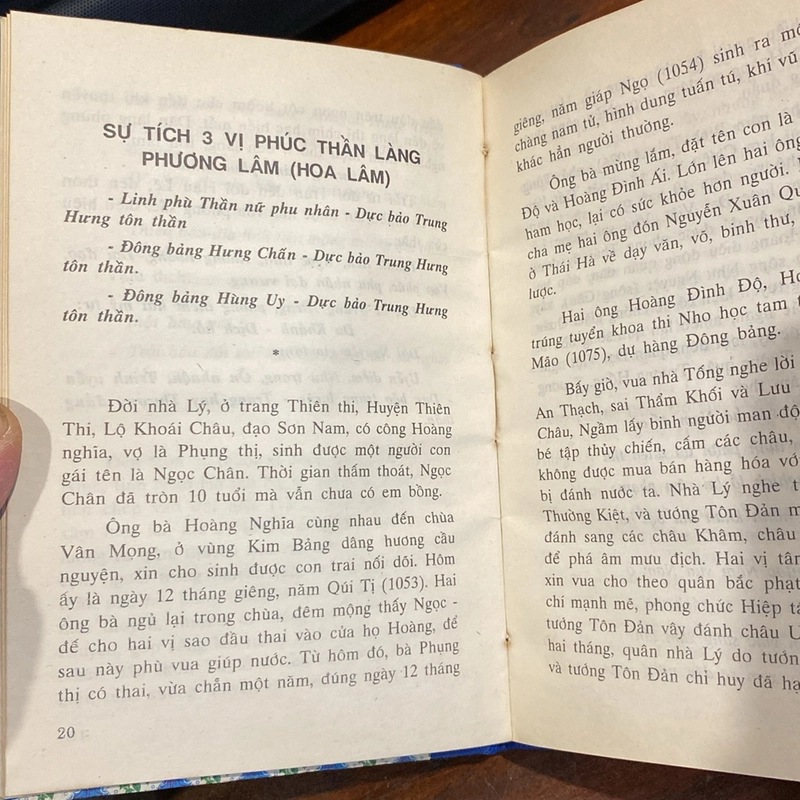 SỰ TÍCH 3 VỊ PHÚC THẦN LÀNG
PHƯƠNG LÂM (HOA LÂM)
- Linh phù Thần nữ phu nhân - Dực bảo Trung
Hưng tôn thần
- Đông bảng Hưng Chấn - Dực bảo Trung Hưng
tôn thần.
- Đông bảng Hùng Uy - Dực bảo Trung Hưng
tôn thần.
*
Đời nhà Lý, ở trang Thiên thi, Huyện Thiên
Thi, Lộ Khoái Châu, đạo Sơn Nam, có công Hoàng
nghĩa, vợ là Phụng thị, sinh được một người con
gái tên là Ngọc Chân. Thời gian thấm thoát, Ngọc
Chân đã tròn 10 tuổi mà vẫn chưa có em bồng.
Ông bà Hoàng Nghĩa cùng nhau đến chùa
Vân Mọng, ở vùng Kim Bảng dâng hương cầu
nguyện, xin cho sinh được con trai nối dõi. Hôm
ấy là ngày 12 tháng giêng, năm Qúi Tị (1053). Hai
ông bà ngủ lại trong chùa, đêm mộng thấy Ngọc -
đế cho hai vị sao đầu thai vào cửa họ Hoàng, để
sau này phù vua giúp nước. Từ hôm đó, bà Phụng
thị có thai, vừa chẵn một năm, đúng ngày 12 tháng
20
giêng, năm giáp Ngọ (1054) sinh ra
chàng nam tử, hình dung tuấn tú, khí vũ
khác hẳn người thường.
Ông bà mừng lắm, đặt tên con là
Độ và Hoàng Đình Ái. Lớn lên hai ông
ham học, lại có sức khỏe hơn người.
cha mẹ hai ông đón Nguyễn Xuân
ở Thái Hà về dạy văn, võ, binh thư,
lược.
Hai ông Hoàng Đình Độ,
trúng tuyển khoa thi Nho học tam
Mão (1075), dự hàng Đông bảng.
Bấy giờ, vua nhà Tống nghe lời
An Thạch, sai Thẩm Khối và Lưu
Châu, Ngầm lấy binh người man độ
bé tập thủy chiến, cấm các châu,
không được mua bán hàng hóa với
bị đánh nước ta. Nhà Lý nghe
Thường Kiệt, và tướng Tôn Đản
đánh sang các châu Khâm, châu
để phá âm mưu địch. Hai vị
xin vua cho theo quân bắc phạt
chí mạnh mẽ, phong chức Hiệp
tướng Tôn Đản vây đánh châu
hai tháng, quân nhà Lý do
và tướng Tôn Đản chỉ huy đã